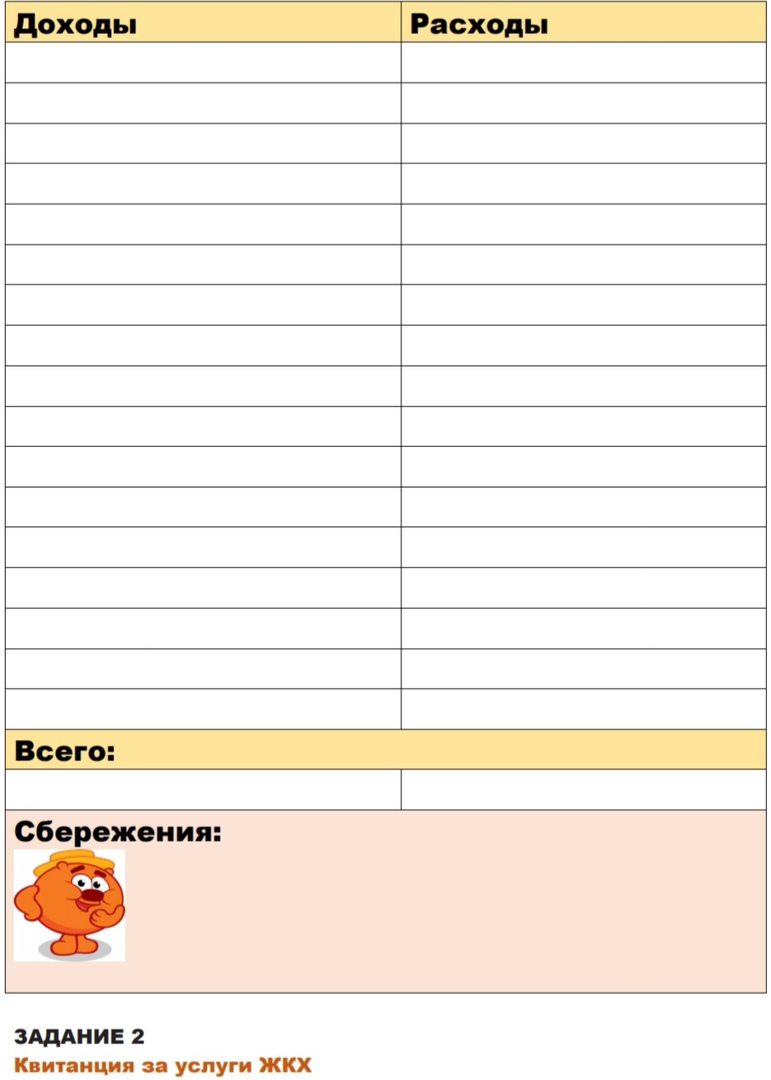 Доходы Расходы
Всего:
Сбережения:
ЗАДАНИЕ 2
Квитанция за услуги ЖКХ